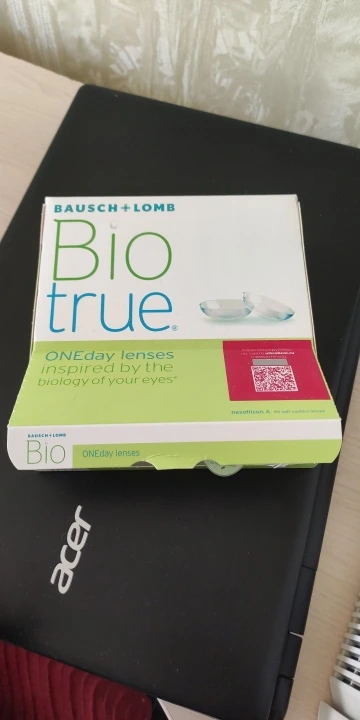 BAUSCH+LOMB
Bio
true®
ONEday lenses
inspired by the
biology of your eyes*
nesofilcon A
BAUSCH+LOMB
Bio
ONEday lenses
acer